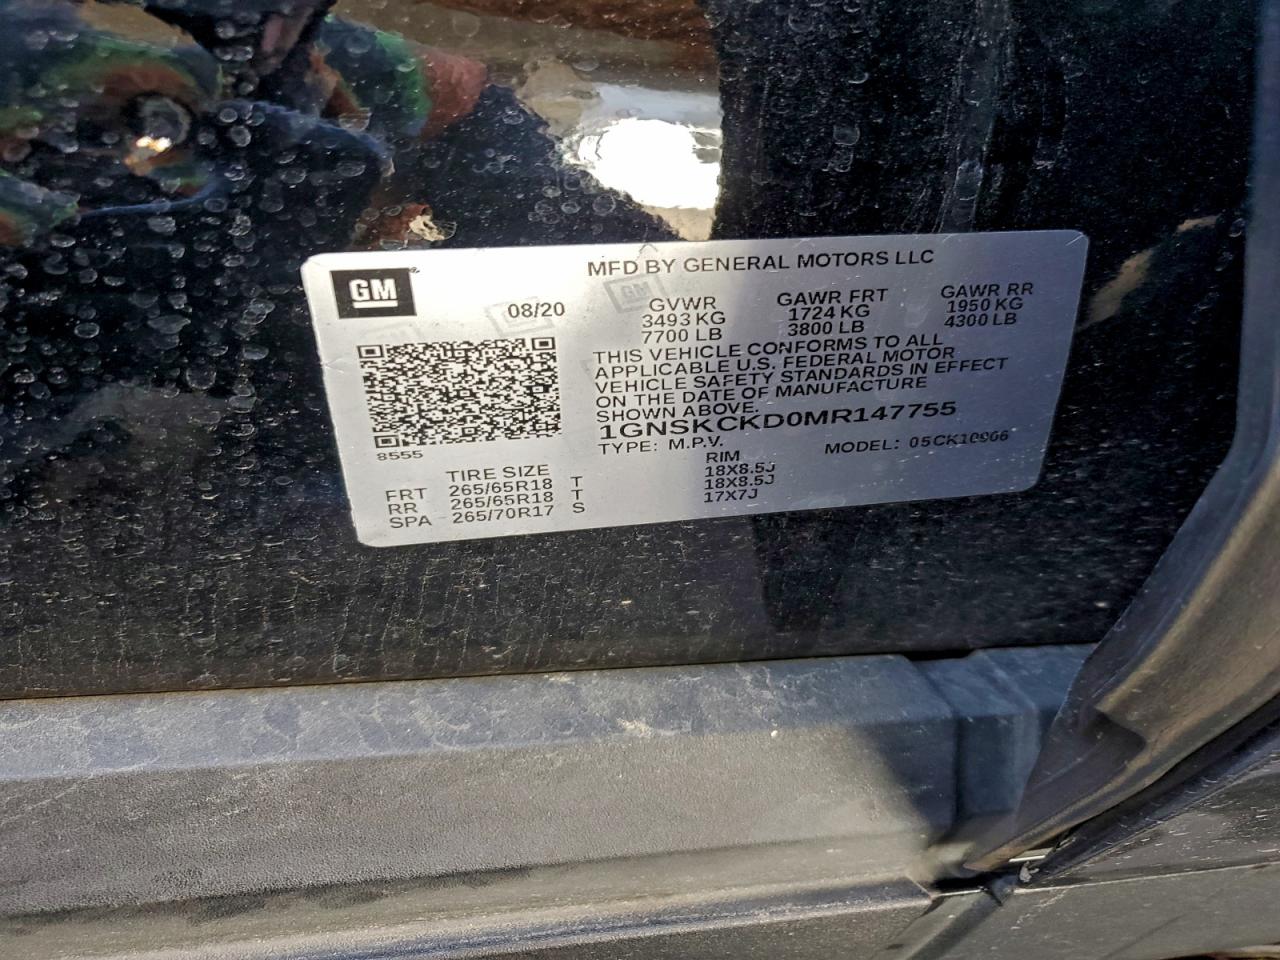 GM
MFD BY GENERAL MOTORS LLC
08/20
GVWR GAWR FRT GAWR RR
3493 KG 1724 KG 1950 KG
7700 LB 3800 LB 4300 LB
THIS VEHICLE CONFORMS TO ALL
APPLICABLE U.S. FEDERAL MOTOR
VEHICLE SAFETY STANDARDS IN EFFECT
ON THE DATE OF MANUFACTURE
SHOWN ABOVE.
1GNSKCKD0MR147755
TYPE: M.P.V. MODEL: 05CK10906
8555
TIRE SIZE RIM
FRT 265/65R18 T 18X8.5J
RR 265/65R18 T 18X8.5J
SPA 265/70R17 S 17X7J